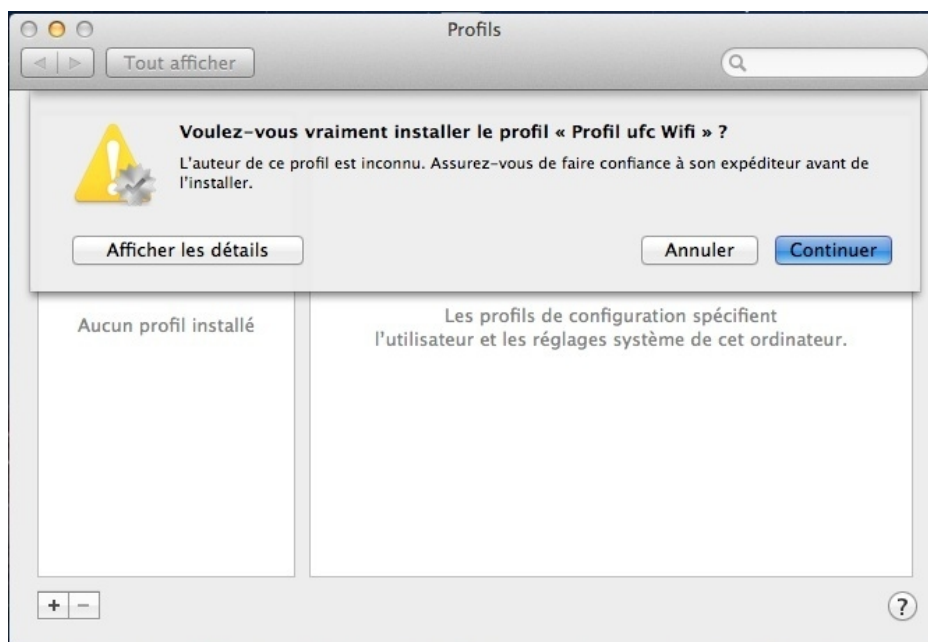 Profils
Tout afficher
Voulez-vous vraiment installer le profil « Profil ufc Wifi » ?
L'auteur de ce profil est inconnu. Assurez-vous de faire confiance à son expéditeur avant de
l'installer.
Afficher les détails
Annuler
Continuer
Aucun profil installé
Les profils de configuration spécifient
l'utilisateur et les réglages système de cet ordinateur.
+
−
?